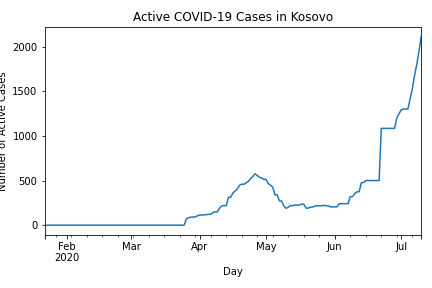 Active COVID-19 Cases in Kosovo
2000
1500
1000
500
0
Number of Active Cases
Feb
2020
Mar
Apr
May
Jun
Jul
Day